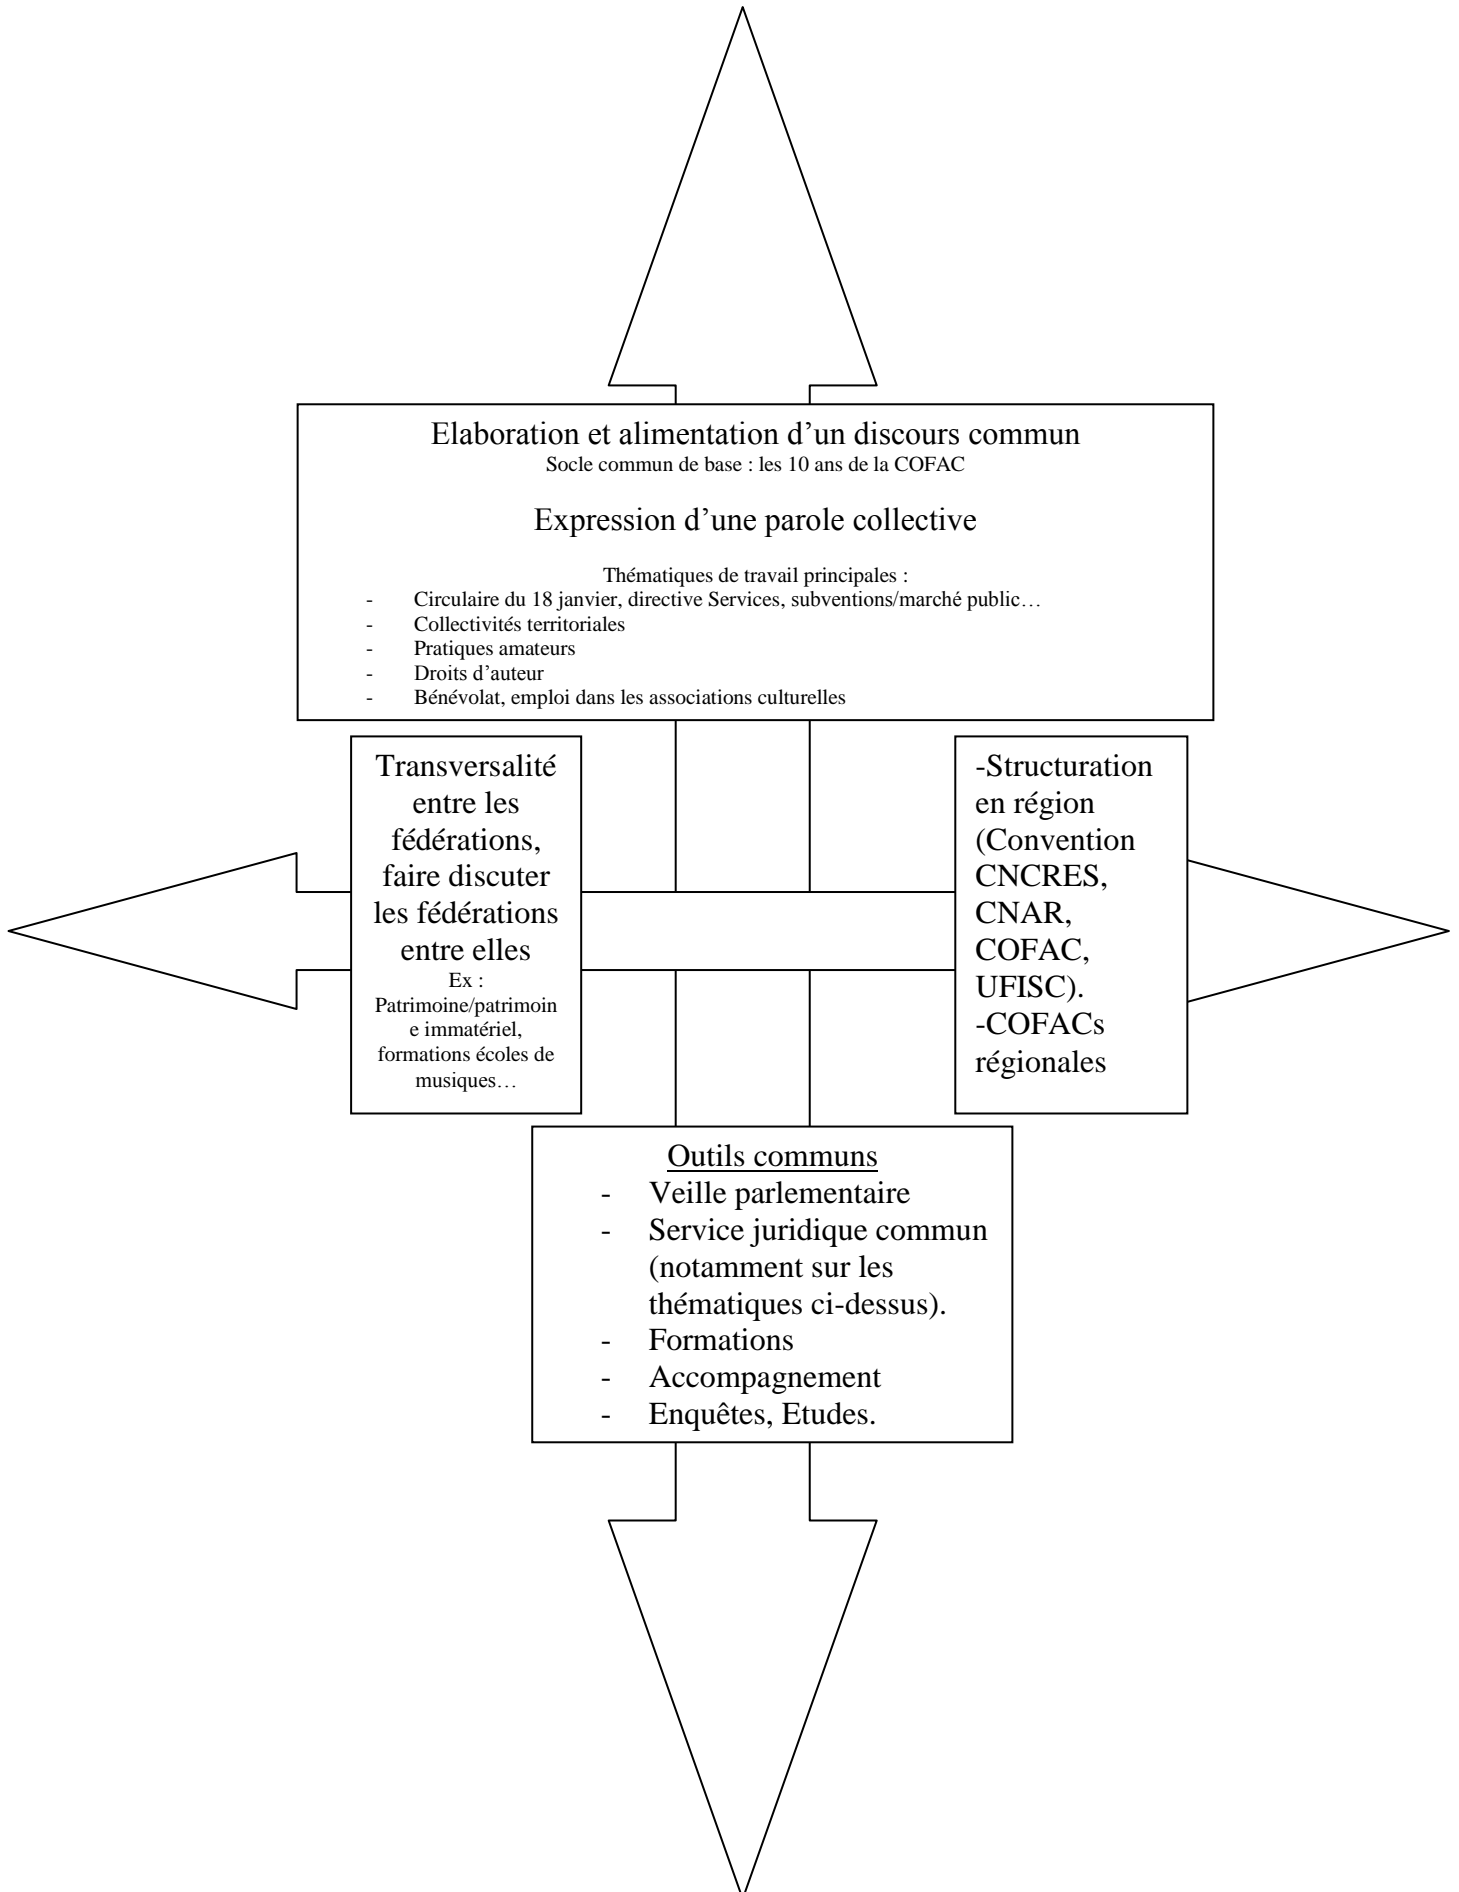 Elaboration et alimentation d’un discours commun
Socle commun de base : les 10 ans de la COFAC
Expression d’une parole collective
Thématiques de travail principales :
- Circulaire du 18 janvier, directive Services, subventions/marché public…
- Collectivités territoriales
- Pratiques amateurs
- Droits d’auteur
- Bénévolat, emploi dans les associations culturelles
Transversalité
entre les
fédérations,
faire discuter
les fédérations
entre elles
Ex :
Patrimoine/patrimoin
e immatériel,
formations écoles de
musiques…
-Structuration
en région
(Convention
CNCRES,
CNAR,
COFAC,
UFISC).
-COFACs
régionales
Outils communs
- Veille parlementaire
- Service juridique commun
(notamment sur les
thématiques ci-dessus).
- Formations
- Accompagnement
- Enquêtes, Etudes.